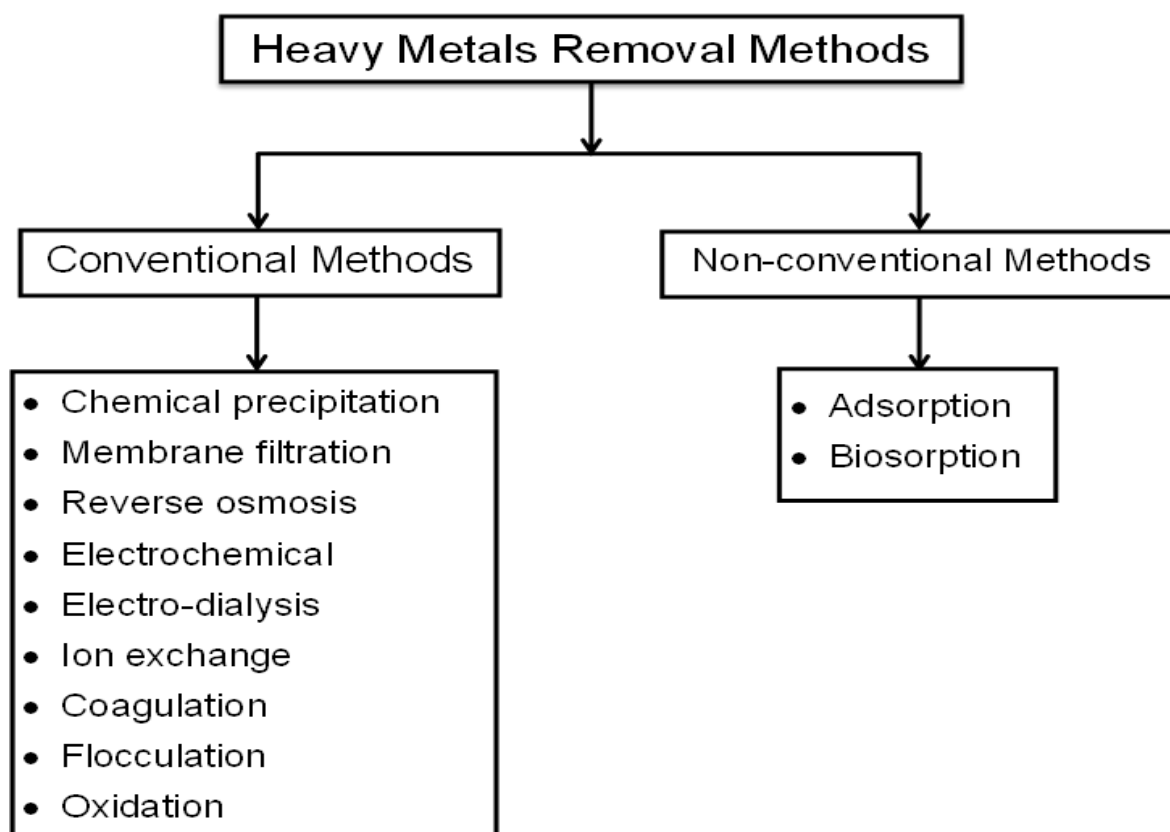 Heavy Metals Removal Methods
Conventional Methods
Non-conventional Methods
• Chemical precipitation
• Membrane filtration
• Reverse osmosis
• Electrochemical
• Electro-dialysis
• Ion exchange
• Coagulation
• Flocculation
• Oxidation
• Adsorption
• Biosorption